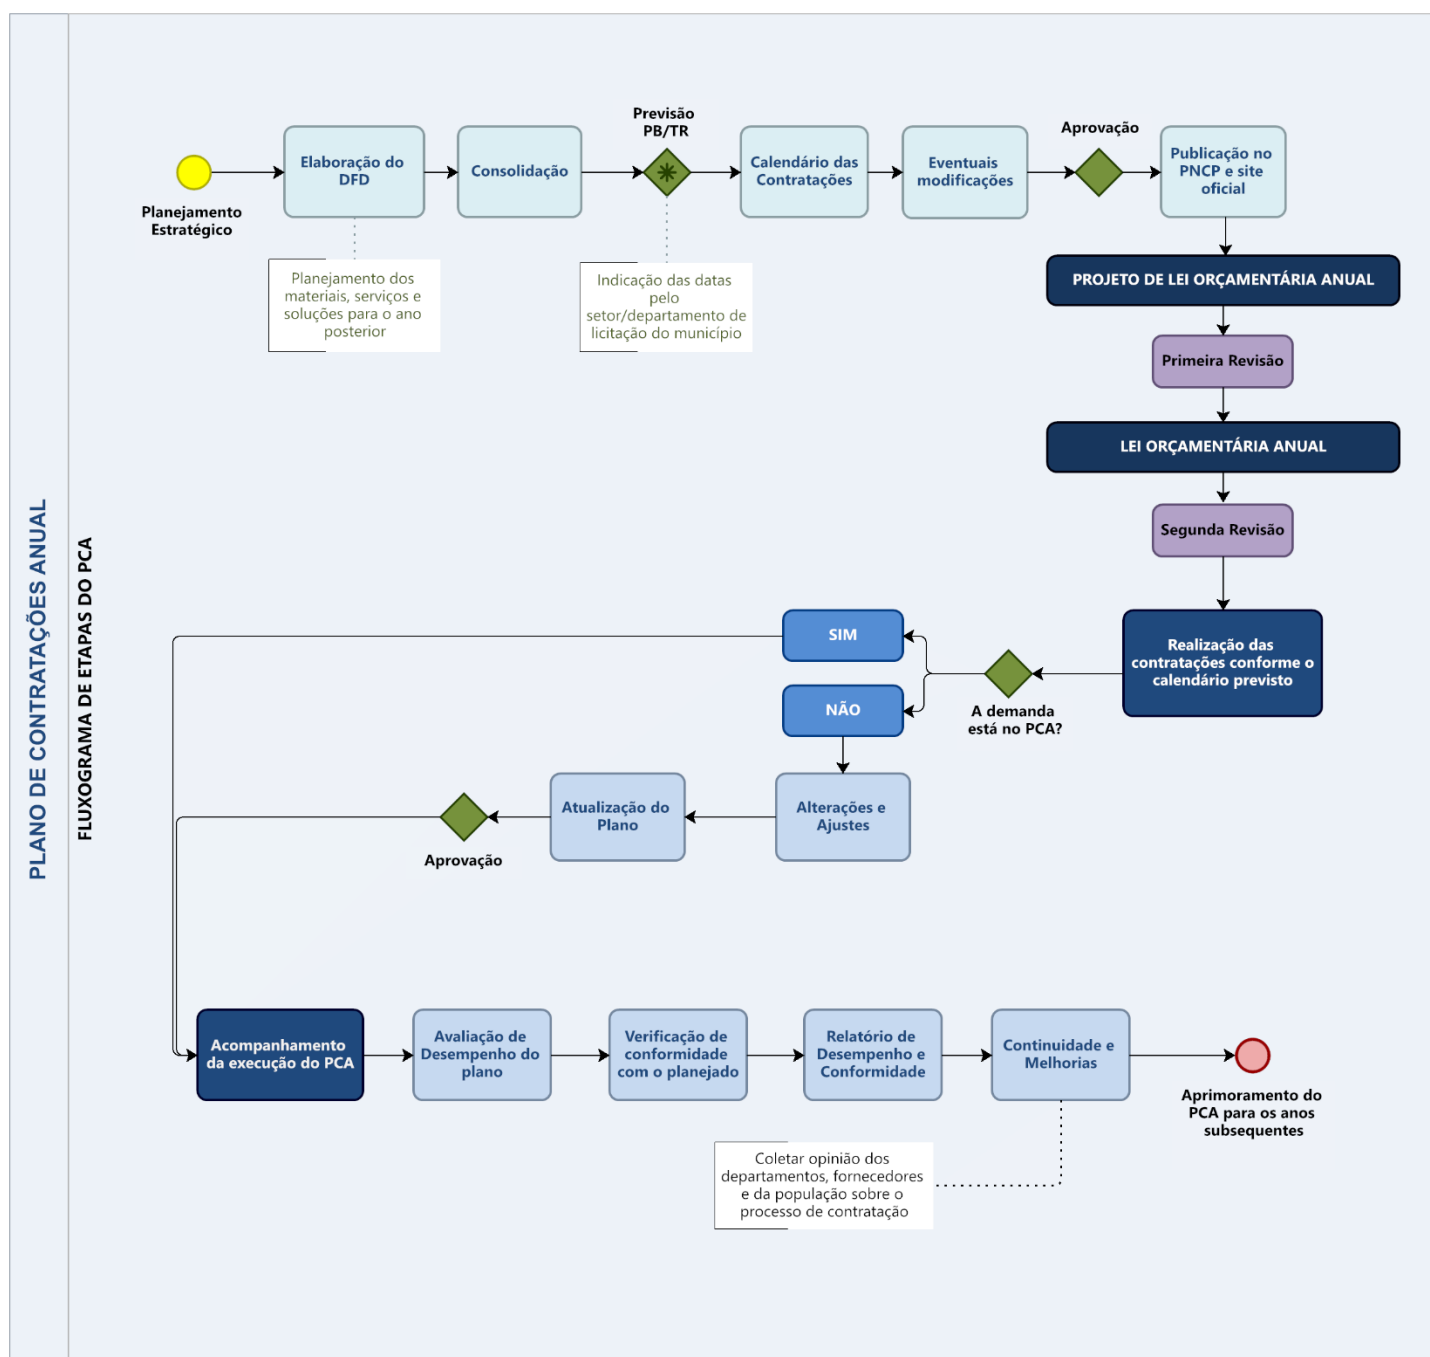 PLANO DE CONTRATAÇÕES ANUAL
FLUXOGRAMA DE ETAPAS DO PCA
Planejamento
Estratégico
Elaboração do
DFD
Planejamento dos
materiais, serviços e
soluções para o ano
posterior
Consolidação
Previsão
PB/TR
Indicação das datas
pelo
setor/departamento de
licitação do município
Calendário das
Contratações
Eventuais
modificações
Aprovação
Publicação no
PNCP e site
oficial
PROJETO DE LEI ORÇAMENTÁRIA ANUAL
Primeira Revisão
LEI ORÇAMENTÁRIA ANUAL
Segunda Revisão
Realização das
contratações conforme o
calendário previsto
A demanda
está no PCA?
SIM
NÃO
Alterações e
Ajustes
Atualização do
Plano
Aprovação
Acompanhamento
da execução do PCA
Avaliação de
Desempenho do
plano
Verificação de
conformidade
com o planejado
Relatório de
Desempenho e
Conformidade
Continuidade e
Melhorias
Coletar opinião dos
departamentos, fornecedores
e da população sobre o
processo de contratação
Aprimoramento do
PCA para os anos
subsequentes